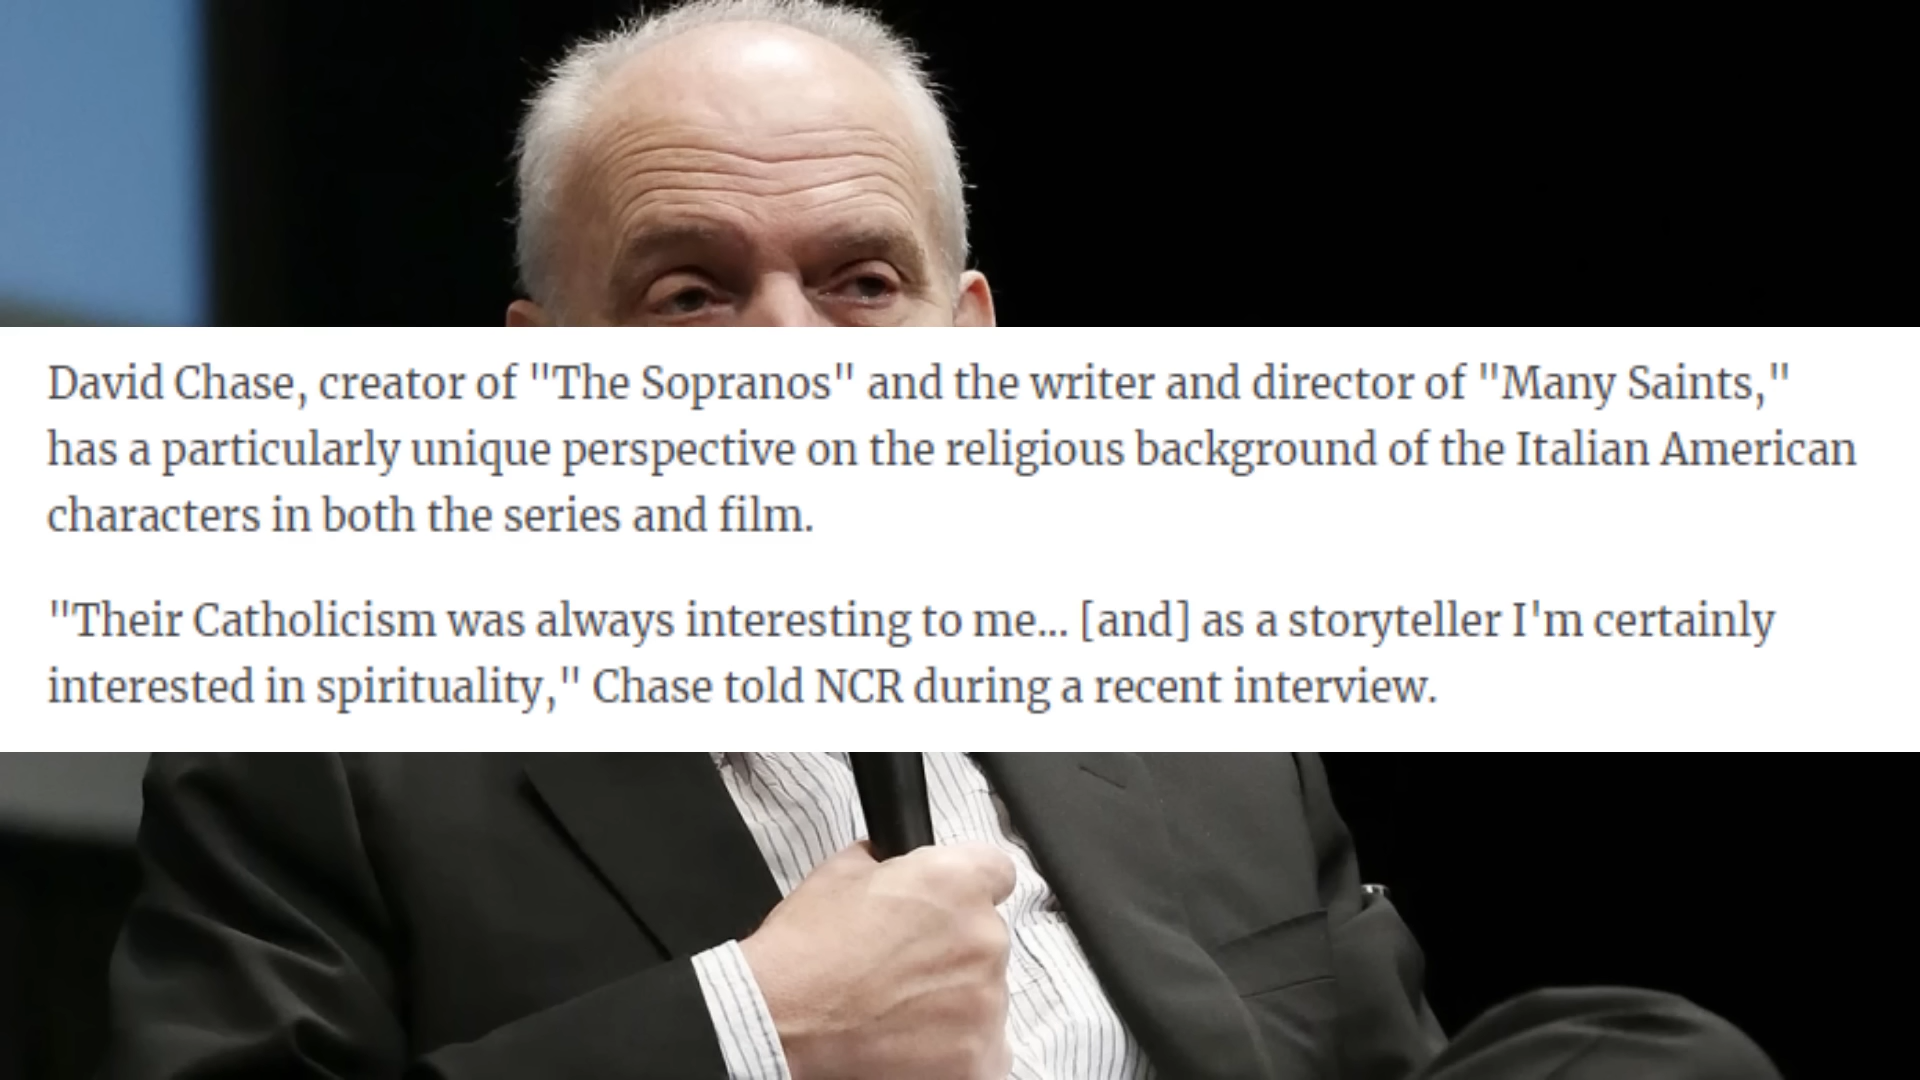 David Chase, creator of "The Sopranos" and the writer and director of "Many Saints,"
has a particularly unique perspective on the religious background of the Italian American
characters in both the series and film.
"Their Catholicism was always interesting to me... [and] as a storyteller I'm certainly
interested in spirituality," Chase told NCR during a recent interview.